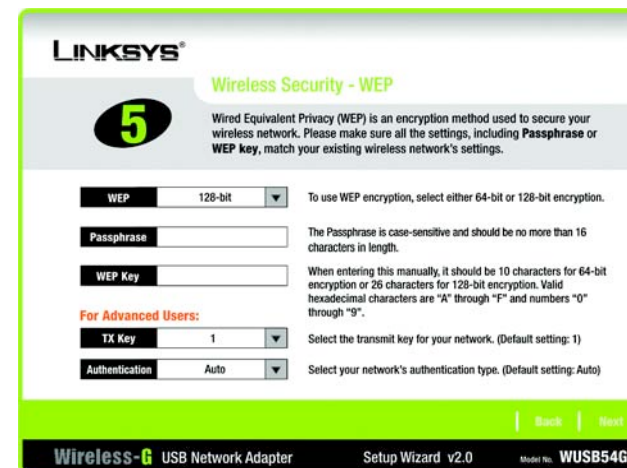 LINKSYS®
Wireless Security - WEP
5
Wired Equivalent Privacy (WEP) is an encryption method used to secure your
wireless network. Please make sure all the settings, including Passphrase or
WEP key, match your existing wireless network's settings.
WEP 128-bit To use WEP encryption, select either 64-bit or 128-bit encryption.
Passphrase The Passphrase is case-sensitive and should be no more than 16
characters in length.
WEP Key When entering this manually, it should be 10 characters for 64-bit
encryption or 26 characters for 128-bit encryption. Valid
hexadecimal characters are "A" through "F" and numbers "0"
through "9".
For Advanced Users:
TX Key 1 Select the transmit key for your network. (Default setting: 1)
Authentication Auto Select your network's authentication type. (Default setting: Auto)
Back Next
Wireless-G USB Network Adapter Setup Wizard v2.0 Model No. WUSB54G